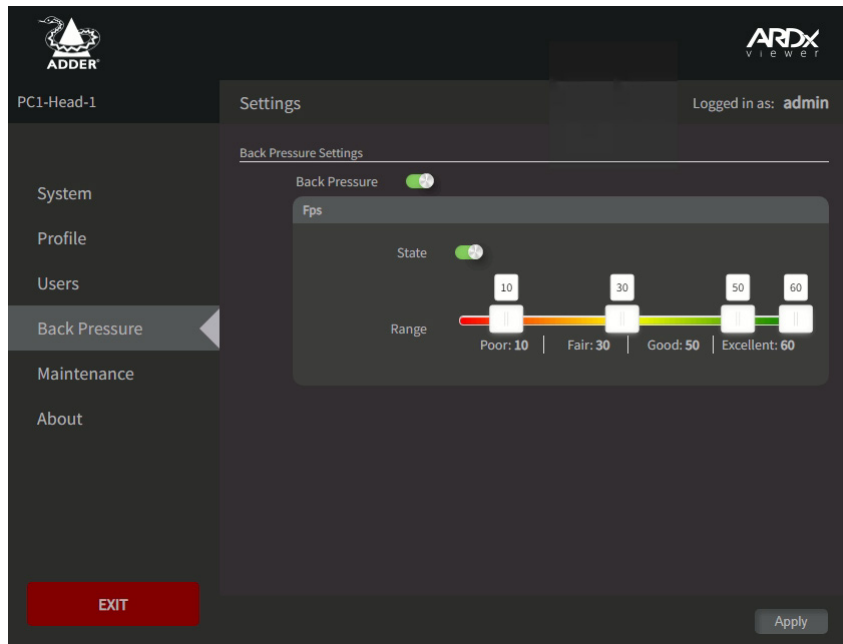 ADDER®
ARDx
viewer
PC1-Head-1
Settings
Logged in as: admin
System
Profile
Users
Back Pressure
Maintenance
About
EXIT
Back Pressure Settings
Back Pressure
Fps
State
10 30 50 60
Range
Poor: 10 | Fair: 30 | Good: 50 | Excellent: 60
Apply